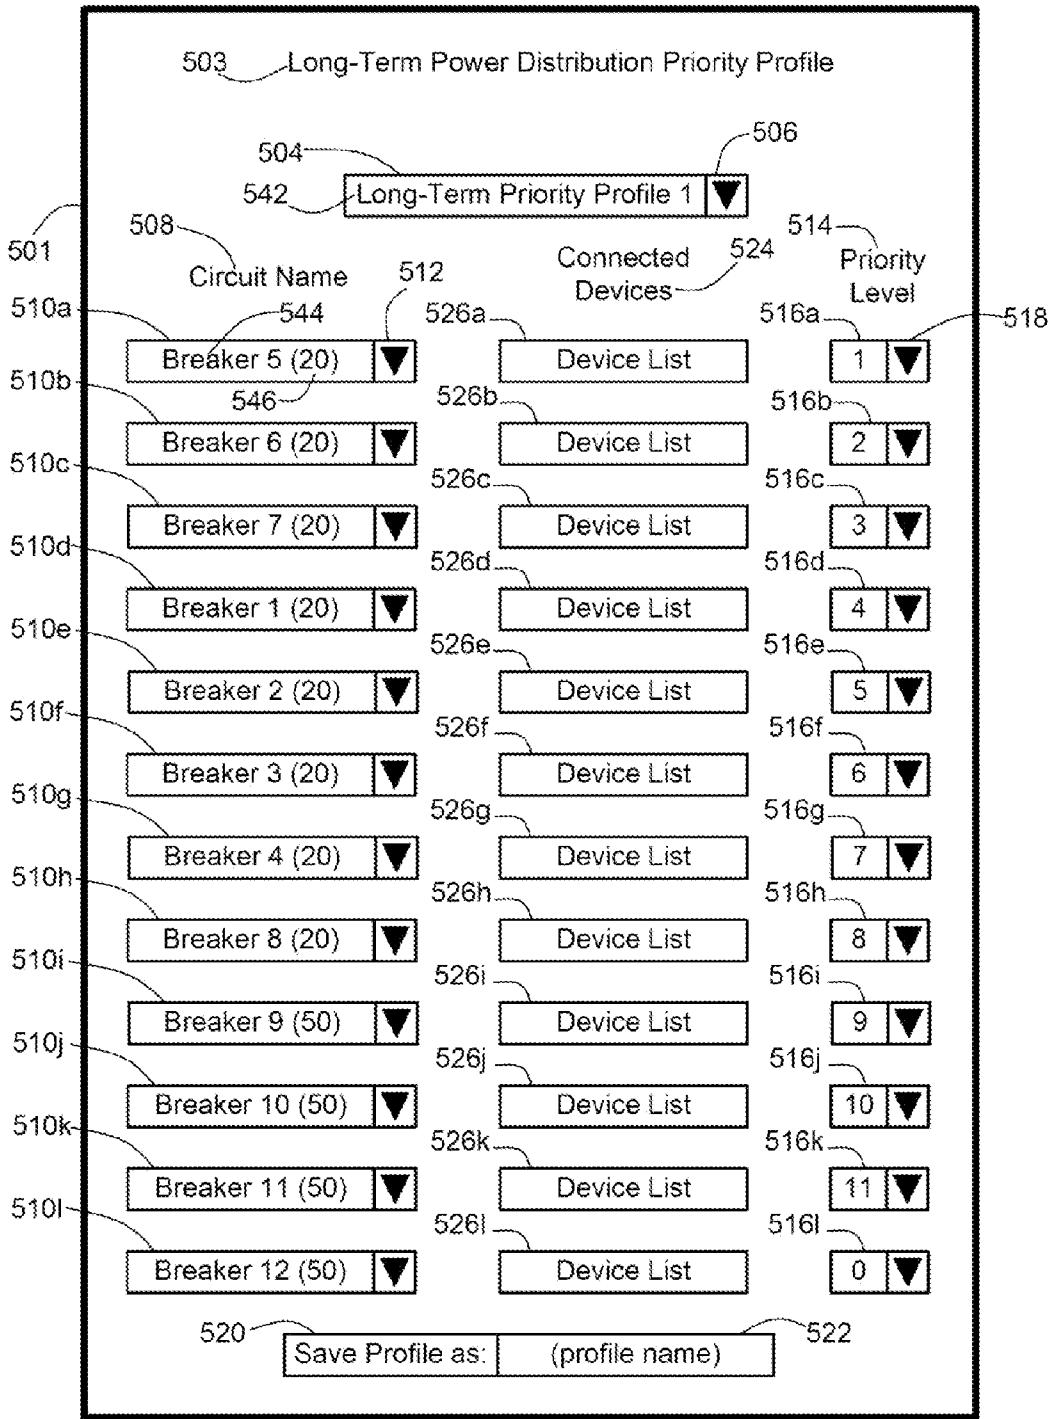 503 Long-Term Power Distribution Priority Profile
506
504
542 Long-Term Priority Profile 1
501
508
514
524
Circuit Name
Connected
Devices
Priority
Level
512
510a
544
526a
516a
518
Breaker 5 (20)
Device List
1
510b
546
526b
516b
Breaker 6 (20)
Device List
2
510c
526c
516c
Breaker 7 (20)
Device List
3
510d
526d
516d
Breaker 1 (20)
Device List
4
510e
526e
516e
Breaker 2 (20)
Device List
5
510f
526f
516f
Breaker 3 (20)
Device List
6
510g
526g
516g
Breaker 4 (20)
Device List
7
510h
526h
516h
Breaker 8 (20)
Device List
8
510i
526i
516i
Breaker 9 (50)
Device List
9
510j
526j
516j
Breaker 10 (50)
Device List
10
510k
526k
516k
Breaker 11 (50)
Device List
11
510l
526l
516l
Breaker 12 (50)
Device List
0
520
522
Save Profile as:
(profile name)